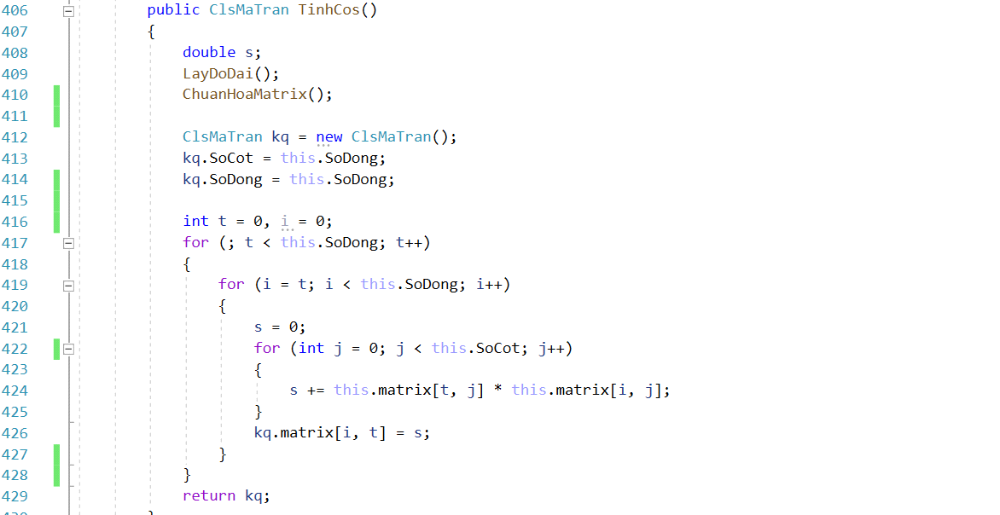 406 public ClsMaTran TinhCos()
407 {
408 double s;
409 LayDoDai();
410 ChuanHoaMatrix();
411
412 ClsMaTran kq = new ClsMaTran();
413 kq.SoCot = this.SoDong;
414 kq.SoDong = this.SoDong;
415
416 int t = 0, i = 0;
417 for (; t < this.SoDong; t++)
418 {
419 for (i = t; i < this.SoDong; i++)
420 {
421 s = 0;
422 for (int j = 0; j < this.SoCot; j++)
423 {
424 s += this.matrix[t, j] * this.matrix[i, j];
425 }
426 kq.matrix[i, t] = s;
427 }
428 }
429 return kq;